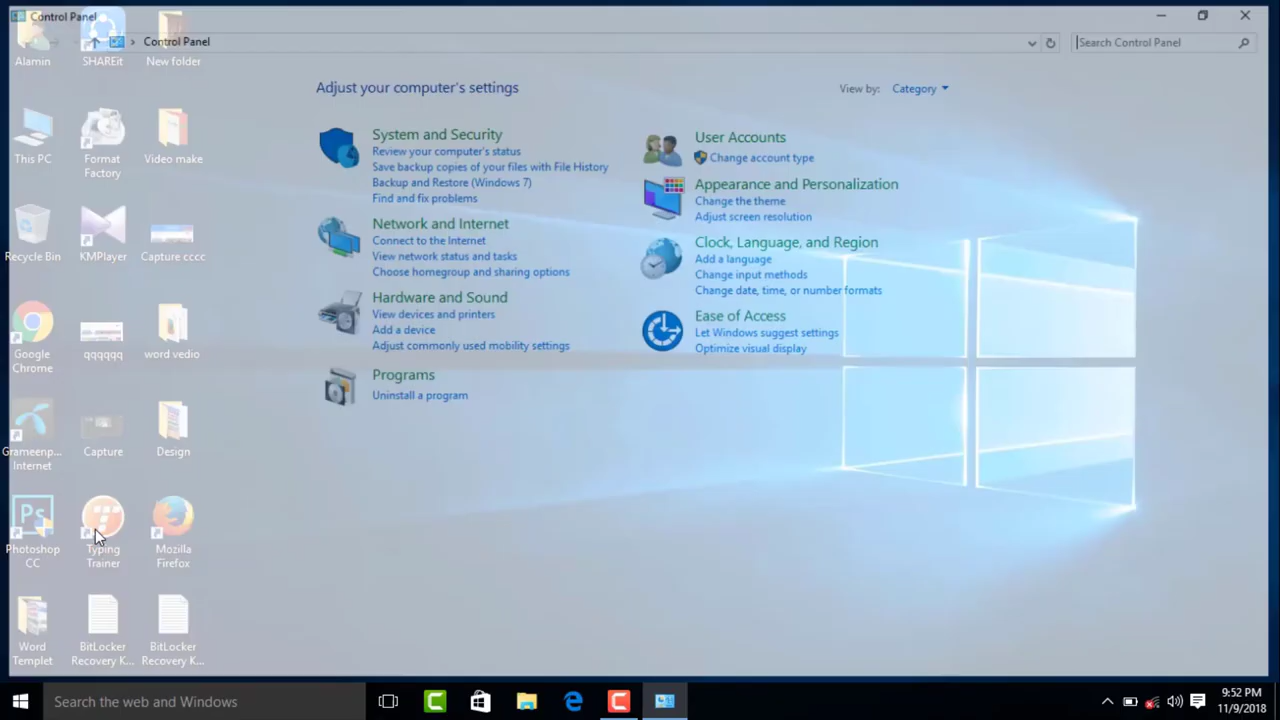 Control Panel
Control Panel
Search Control Panel
Adjust your computer's settings
View by: Category
System and Security
Review your computer's status
Save backup copies of your files with File History
Backup and Restore (Windows 7)
Find and fix problems
Network and Internet
Connect to the Internet
View network status and tasks
Choose homegroup and sharing options
Hardware and Sound
View devices and printers
Add a device
Adjust commonly used mobility settings
Programs
Uninstall a program
User Accounts
Change account type
Appearance and Personalization
Change the theme
Adjust screen resolution
Clock, Language, and Region
Add a language
Change input methods
Change date, time, or number formats
Ease of Access
Let Windows suggest settings
Optimize visual display
Alamin
SHAREit
New folder
This PC
Format
Factory
Video make
Recycle Bin
KMPlayer
Capture cccc
Google
Chrome
qqqqqq
word vedio
Grameenp...
Internet
Capture
Design
Ps
Photoshop
CC
Typing
Trainer
Mozilla
Firefox
Word
Templet
BitLocker
Recovery K...
BitLocker
Recovery K...
Search the web and Windows
9:52 PM
11/9/2018